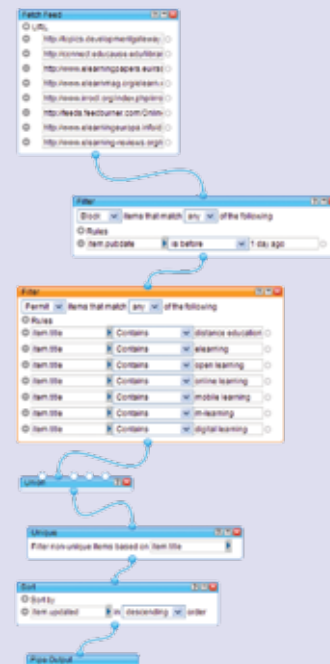 Fetch Feed
URL
http://topics.developmentgateway.
http://connect.educause.edu/librar
http://www.elearningpapers.eu/rss
http://www.elearnmag.org/elearn.
http://www.irrodl.org/index.php/irro
http://feeds.feedburner.com/Online
http://www.elearningeuropa.info/
http://www.elearning-reviews.org/r
Filter
Block items that match any of the following
Rules
item.pubdate is before 1 day ago
Filter
Permit items that match any of the following
Rules
item.title Contains distance education
item.title Contains elearning
item.title Contains open learning
item.title Contains online learning
item.title Contains mobile learning
item.title Contains m-learning
item.title Contains digital learning
Union
Unique
Filter non-unique items based on item.title
Sort
Sort by
item.updated in descending order
Pipe Output